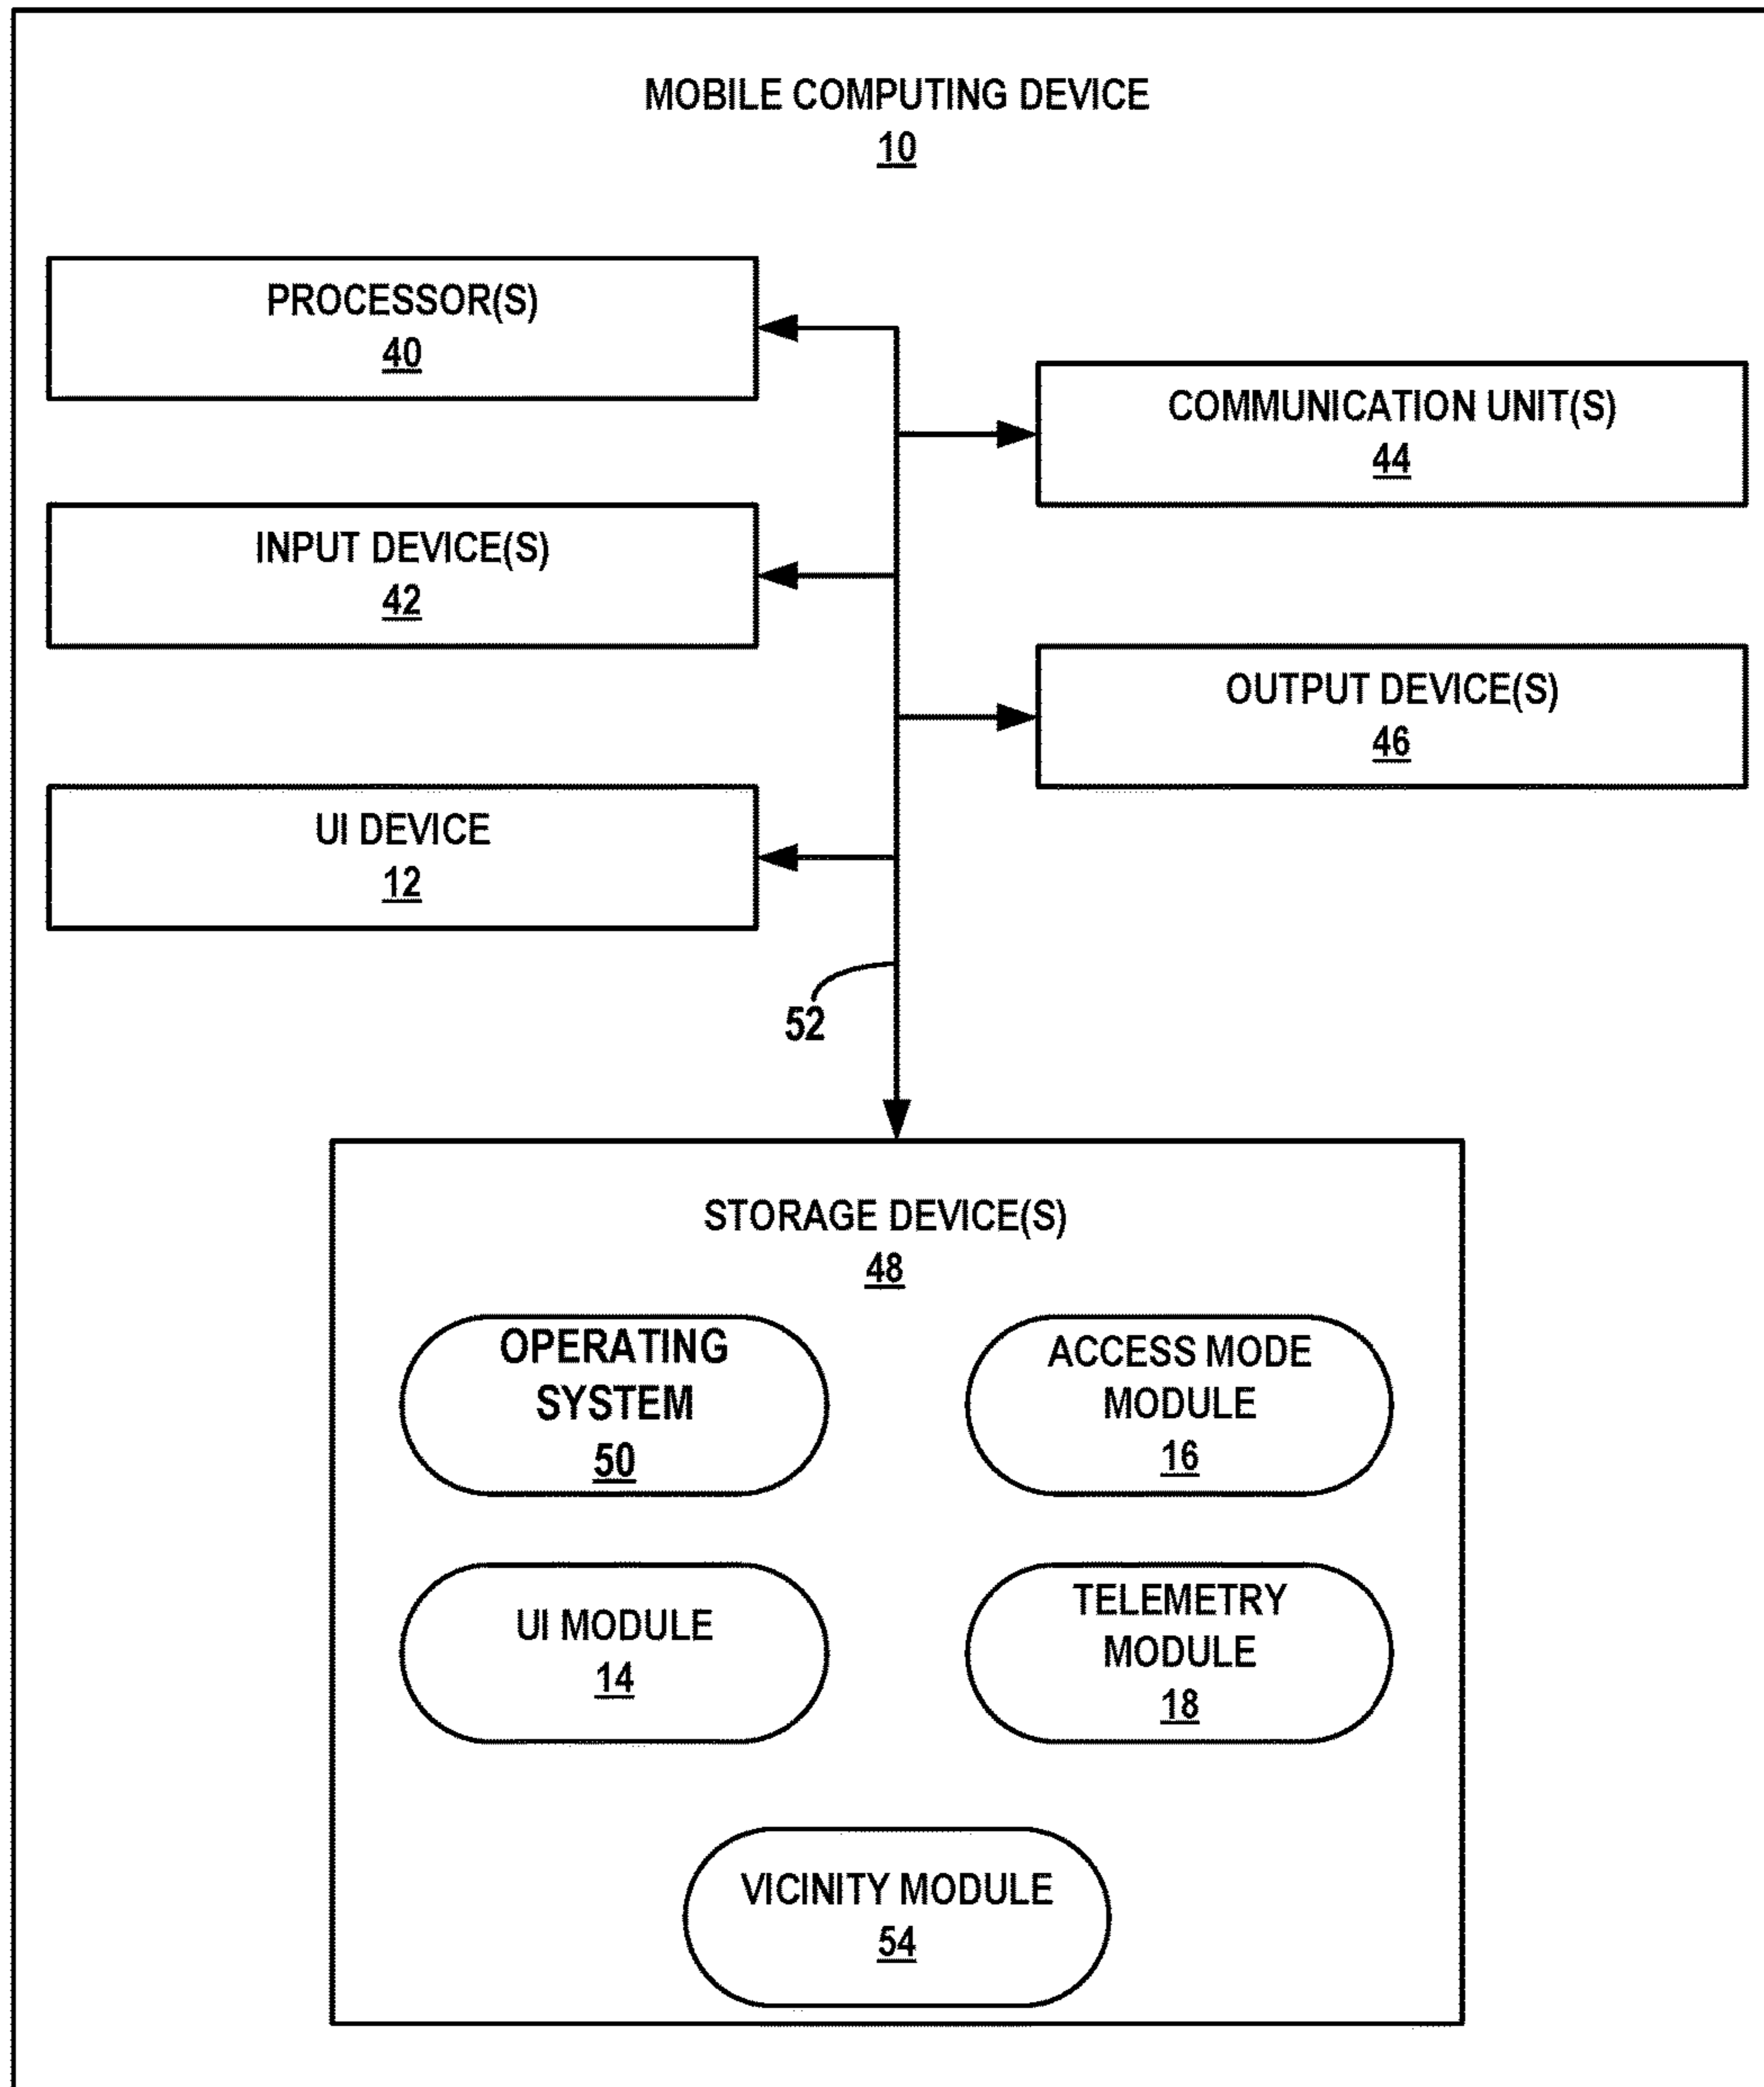 MOBILE COMPUTING DEVICE
10
PROCESSOR(S)
40
COMMUNICATION UNIT(S)
44
INPUT DEVICE(S)
42
OUTPUT DEVICE(S)
46
UI DEVICE
12
52
STORAGE DEVICE(S)
48
OPERATING
SYSTEM
50
ACCESS MODE
MODULE
16
UI MODULE
14
TELEMETRY
MODULE
18
VICINITY MODULE
54